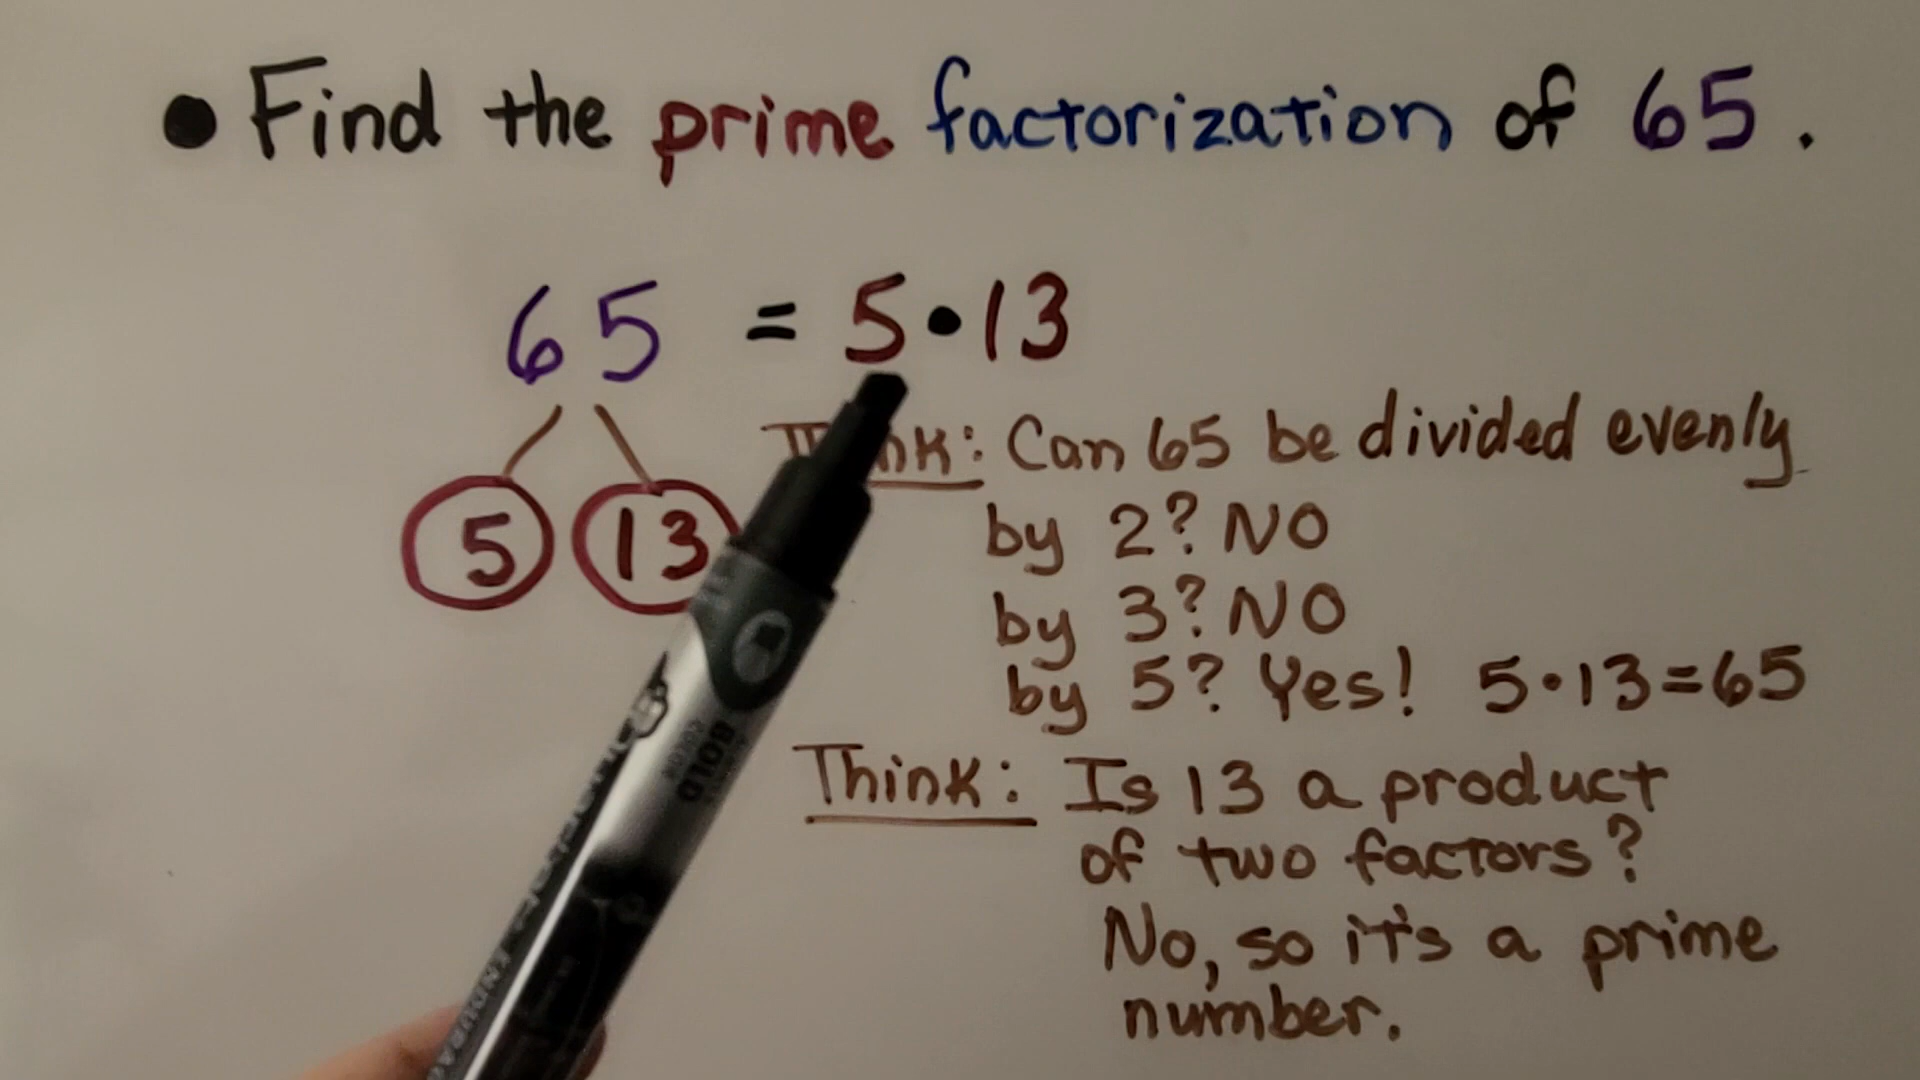 • Find the prime factorization of 65.
65 = 5•13
5 13
: Can 65 be divided evenly
by 2? NO
by 3? NO
by 5? Yes! 5•13=65
Think: Is 13 a product
of two factors?
No, so it's a prime
number.
BOLD